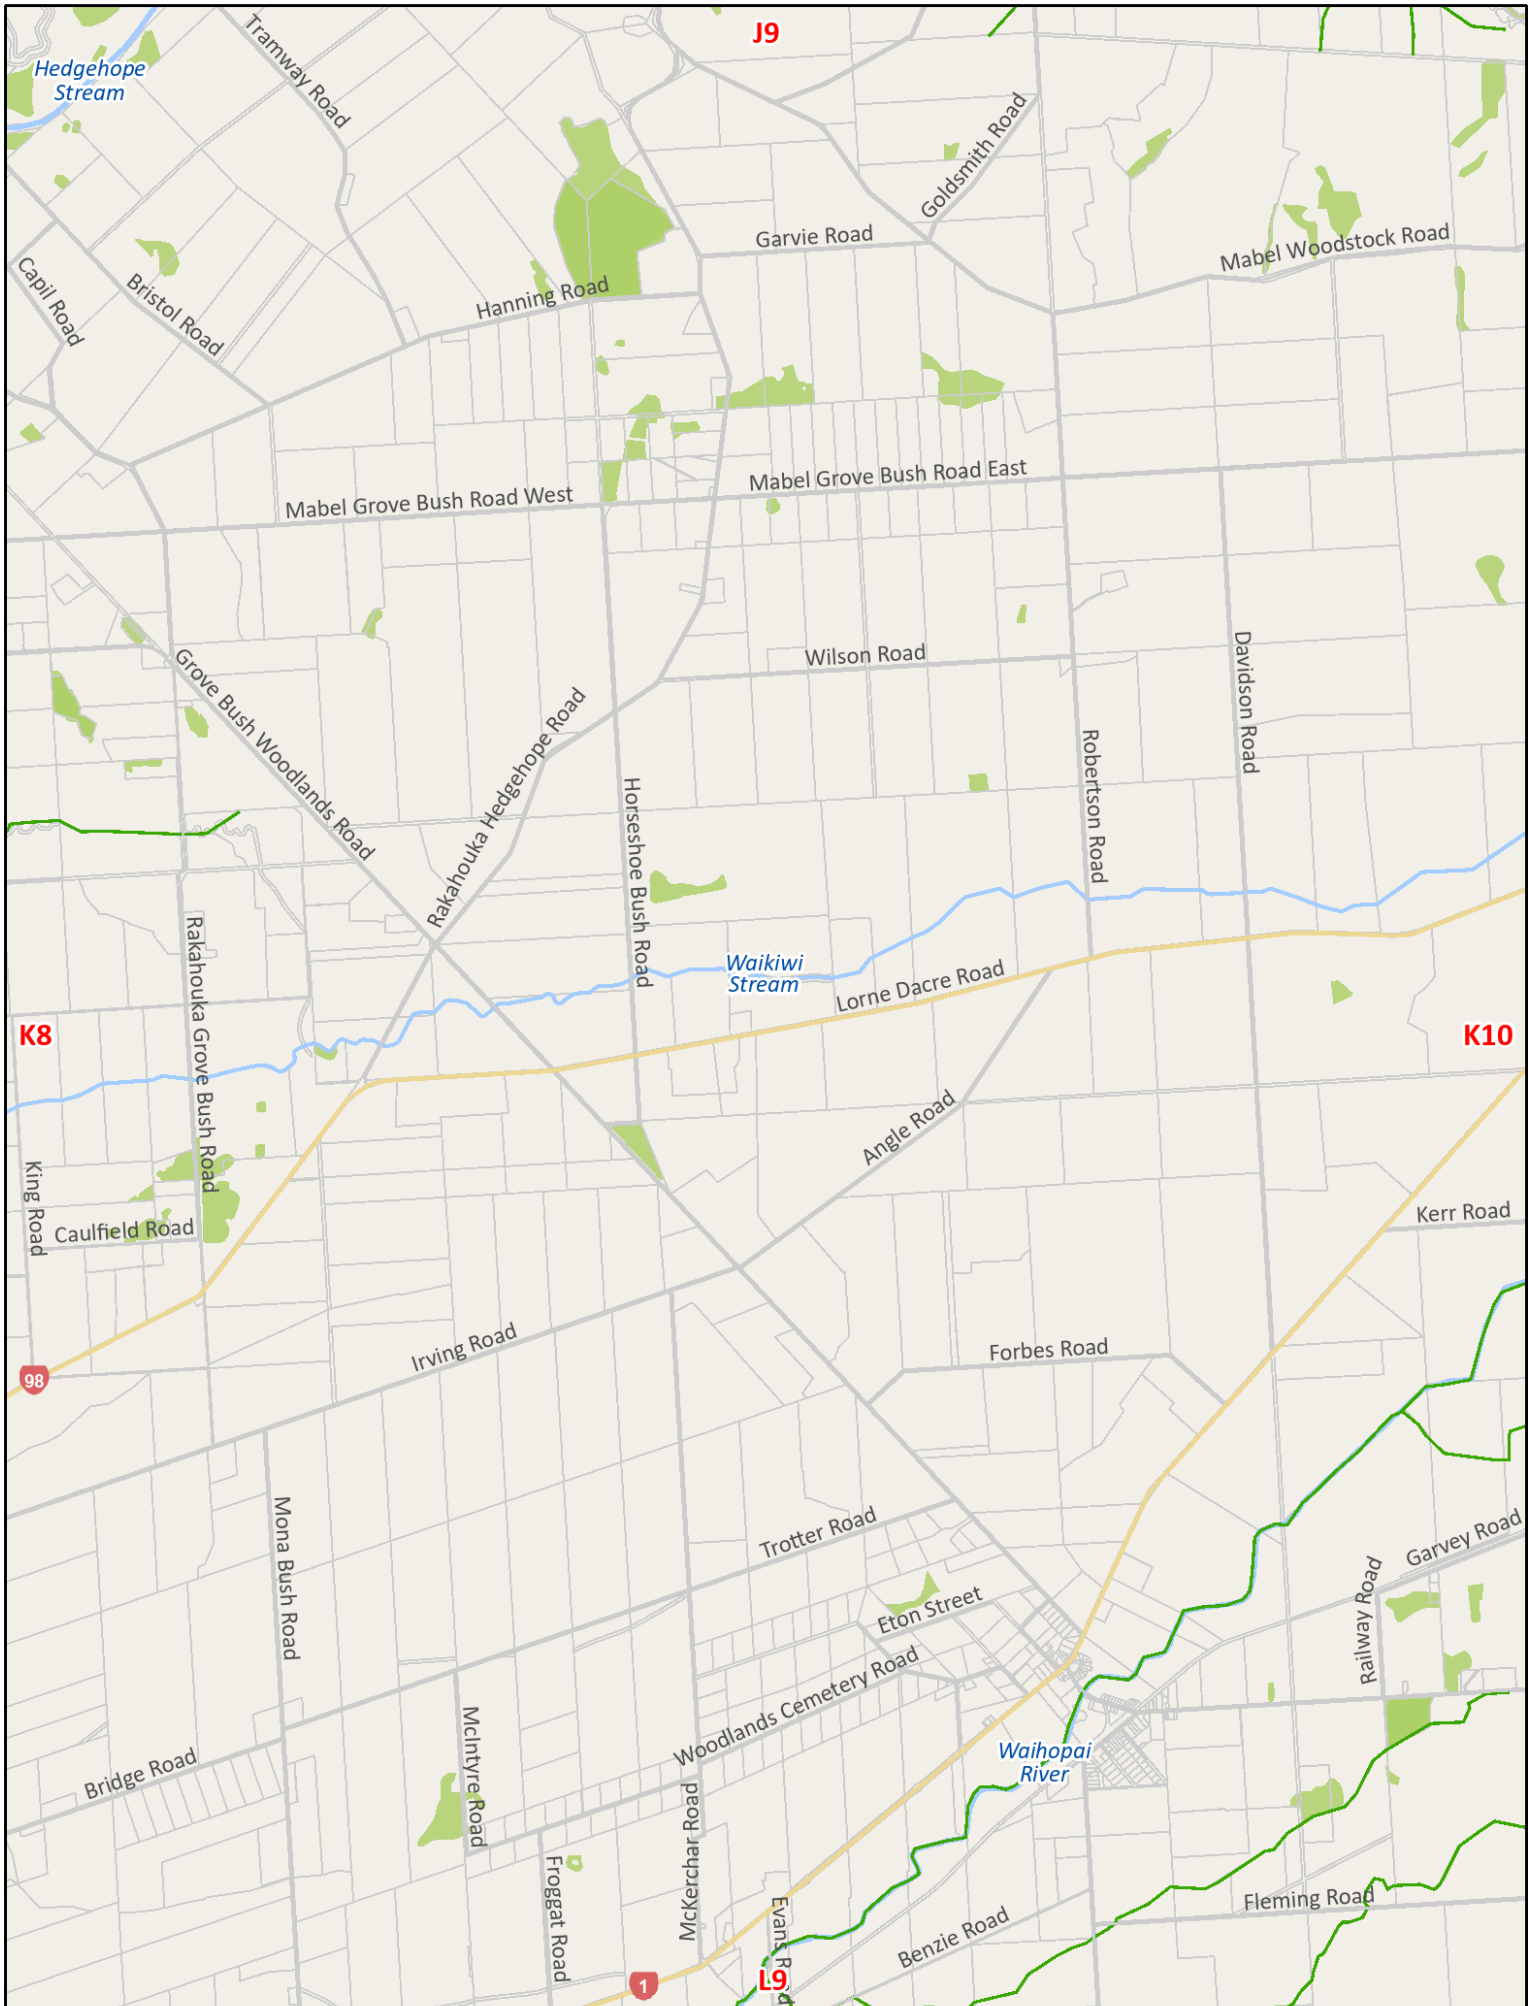 J9
Tramway Road
Hedgehope
Stream
Goldsmith Road
Garvie Road
Mabel Woodstock Road
Capil Road
Bristol Road
Hanning Road
Mabel Grove Bush Road West
Mabel Grove Bush Road East
Wilson Road
Davidson Road
Grove Bush Woodlands Road
Rakahouka Hedgehope Road
Robertson Road
Horseshoe Bush Road
Rakahouka Grove Bush Road
Waikiwi
Stream
Lorne Dacre Road
K8
K10
Angle Road
King Road
Caulfield Road
Kerr Road
Irving Road
Forbes Road
98
Mona Bush Road
Trotter Road
Garvey Road
Railway Road
Eton Street
Woodlands Cemetery Road
McIntyre Road
Bridge Road
Waihopai
River
McKerchar Road
Froggat Road
Evans Road
Fleming Road
Benzie Road
L9
1